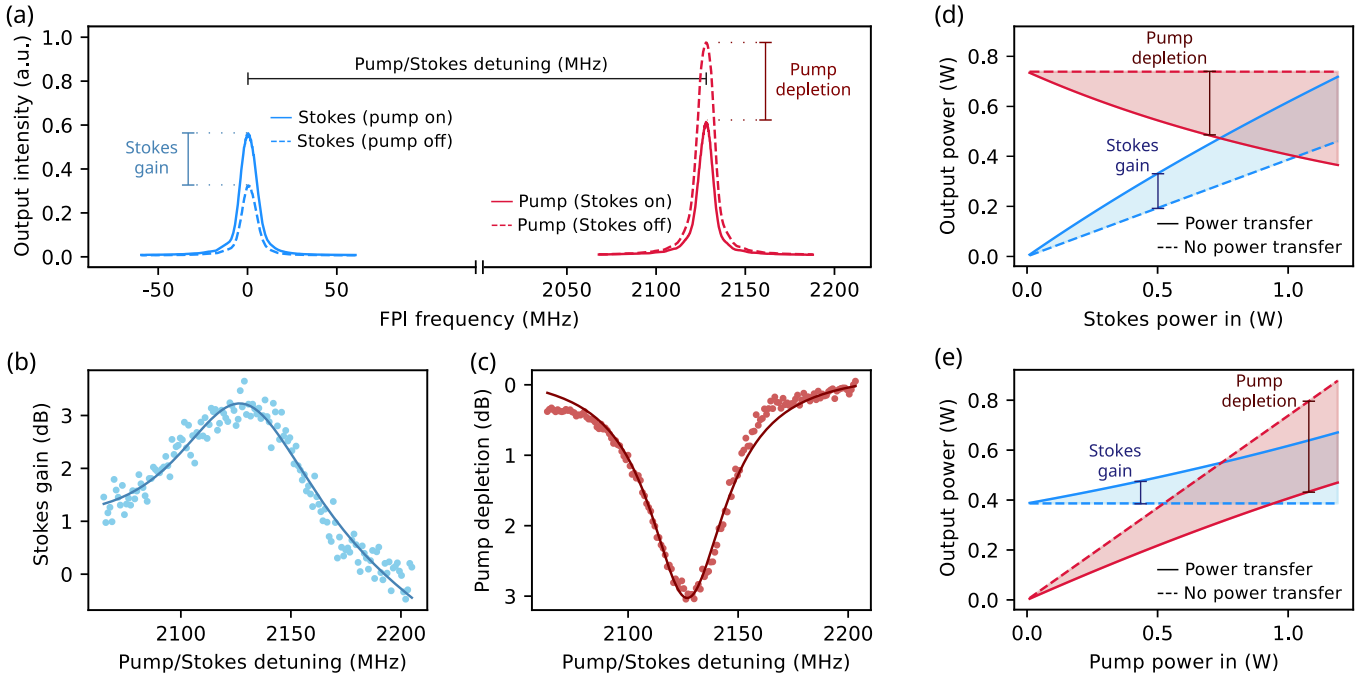 (a)
Output intensity (a.u.)
1.0
0.8
0.6
0.4
0.2
0.0
Pump/Stokes detuning (MHz)
Stokes (pump on)
Stokes (pump off)
Stokes
gain
Pump
depletion
Pump (Stokes on)
Pump (Stokes off)
-50
0
50
2050
2100
2150
2200
FPI frequency (MHz)
(b)
Stokes gain (dB)
3
2
1
0
2100
2150
2200
Pump/Stokes detuning (MHz)
(c)
Pump depletion (dB)
0
1
2
3
2100
2150
2200
Pump/Stokes detuning (MHz)
(d)
Output power (W)
0.8
0.6
0.4
0.2
0.0
Pump
depletion
Stokes
gain
Power transfer
No power transfer
0.0
0.5
1.0
Stokes power in (W)
(e)
Output power (W)
0.8
0.6
0.4
0.2
0.0
Pump
depletion
Stokes
gain
Power transfer
No power transfer
0.0
0.5
1.0
Pump power in (W)